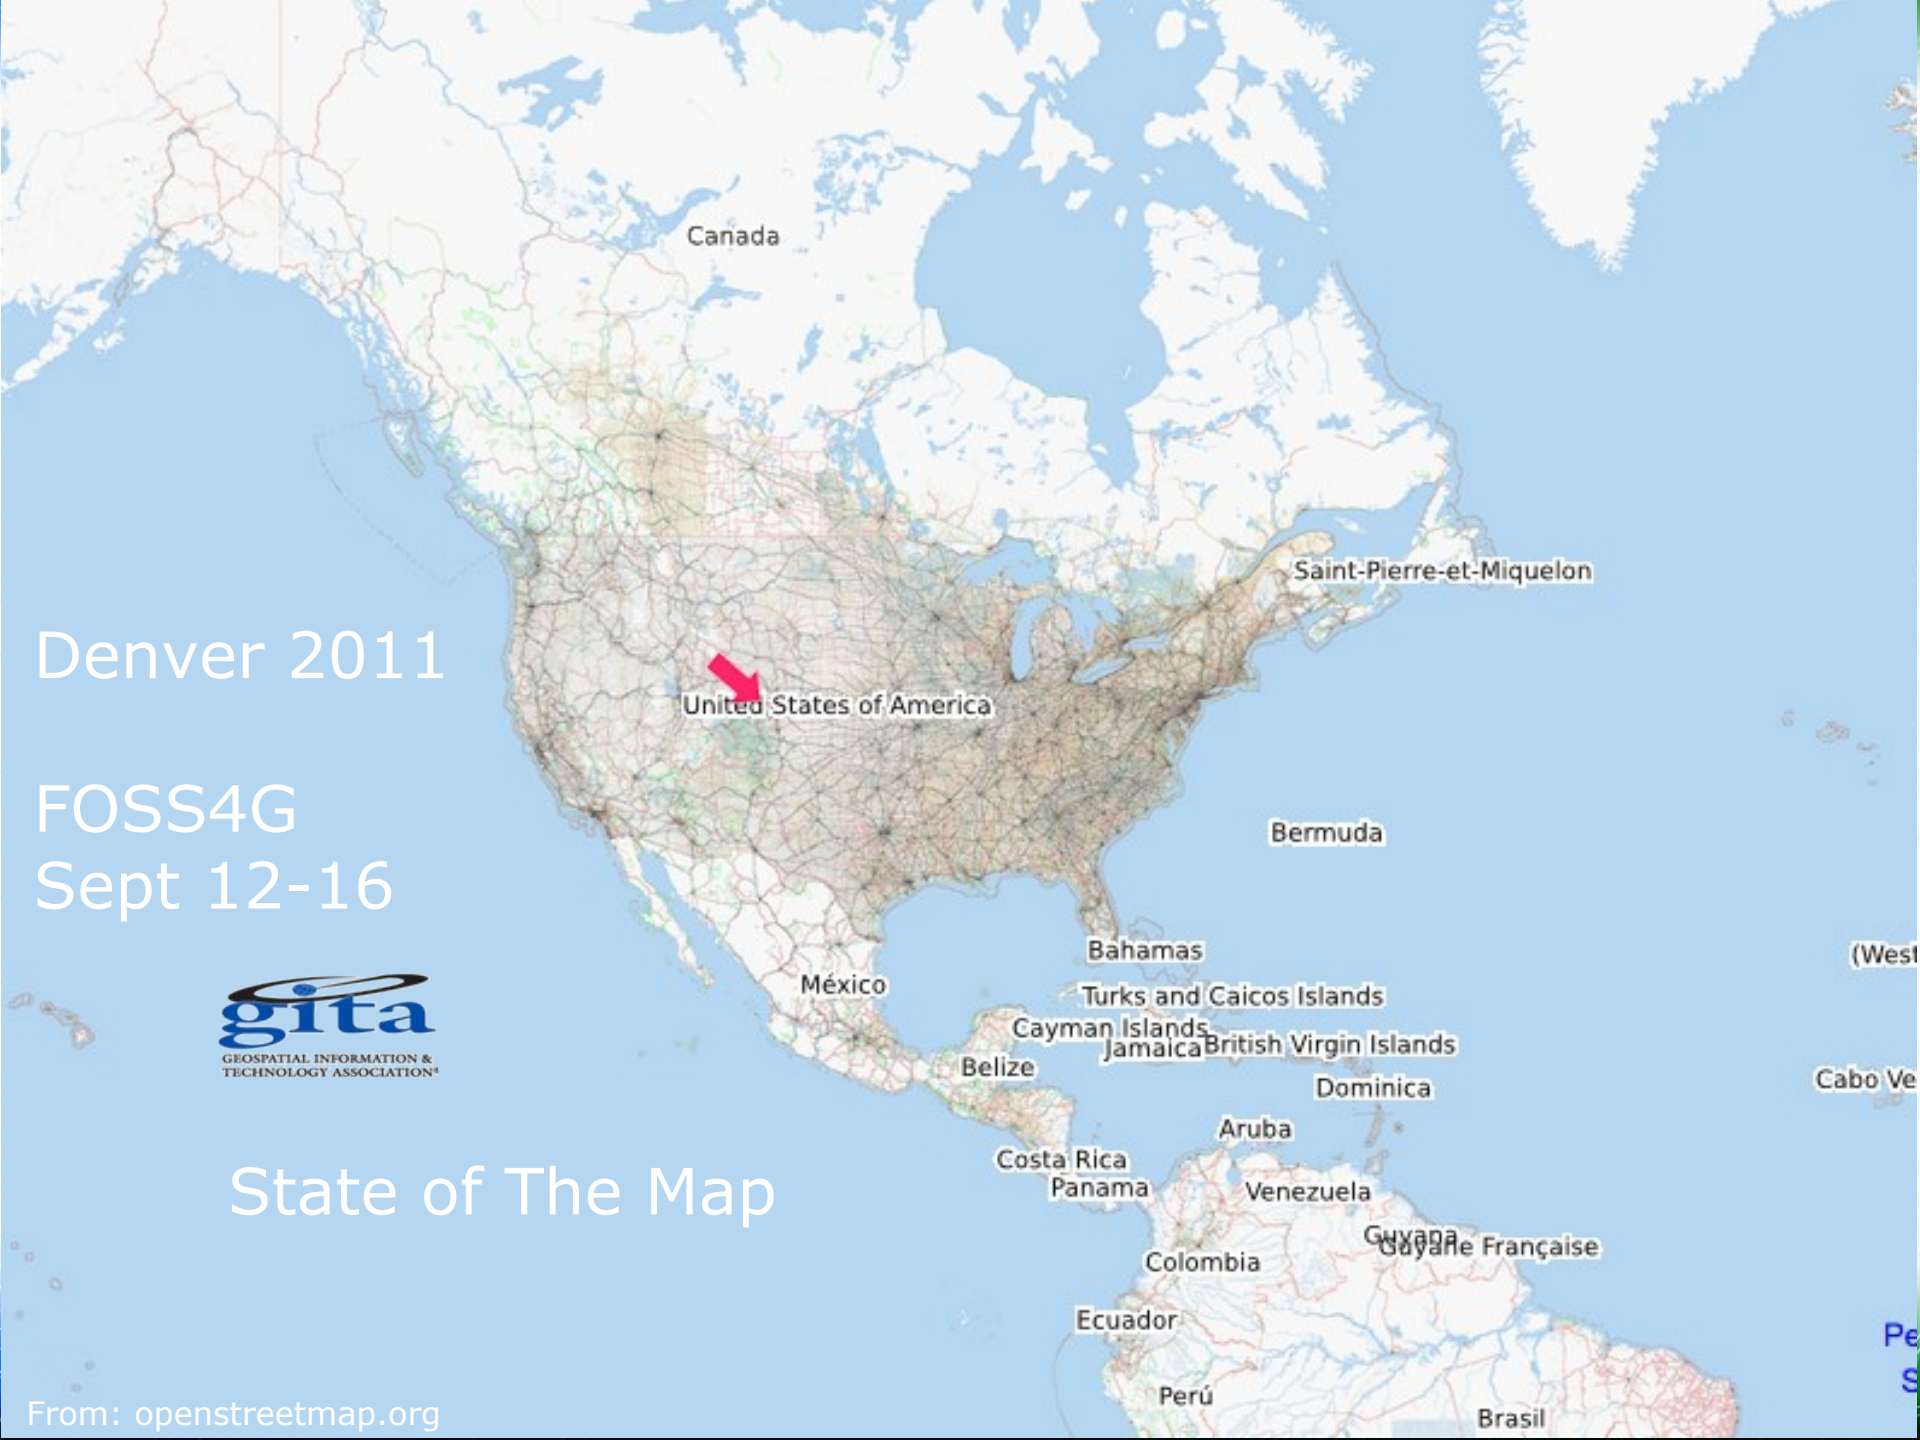 Canada
Saint-Pierre-et-Miquelon
Denver 2011
United States of America
FOSS4G
Sept 12-16
Bermuda
Bahamas
(West
México
gita
GEOSPATIAL INFORMATION &
TECHNOLOGY ASSOCIATION®
Turks and Caicos Islands
Cayman Islands
Jamaica
British Virgin Islands
Belize
Cabo Ve
Dominica
Aruba
Costa Rica
Panama
Venezuela
State of The Map
Guyana
Guyane Française
Colombia
Ecuador
Pe
S
Perú
Brasil
From: openstreetmap.org